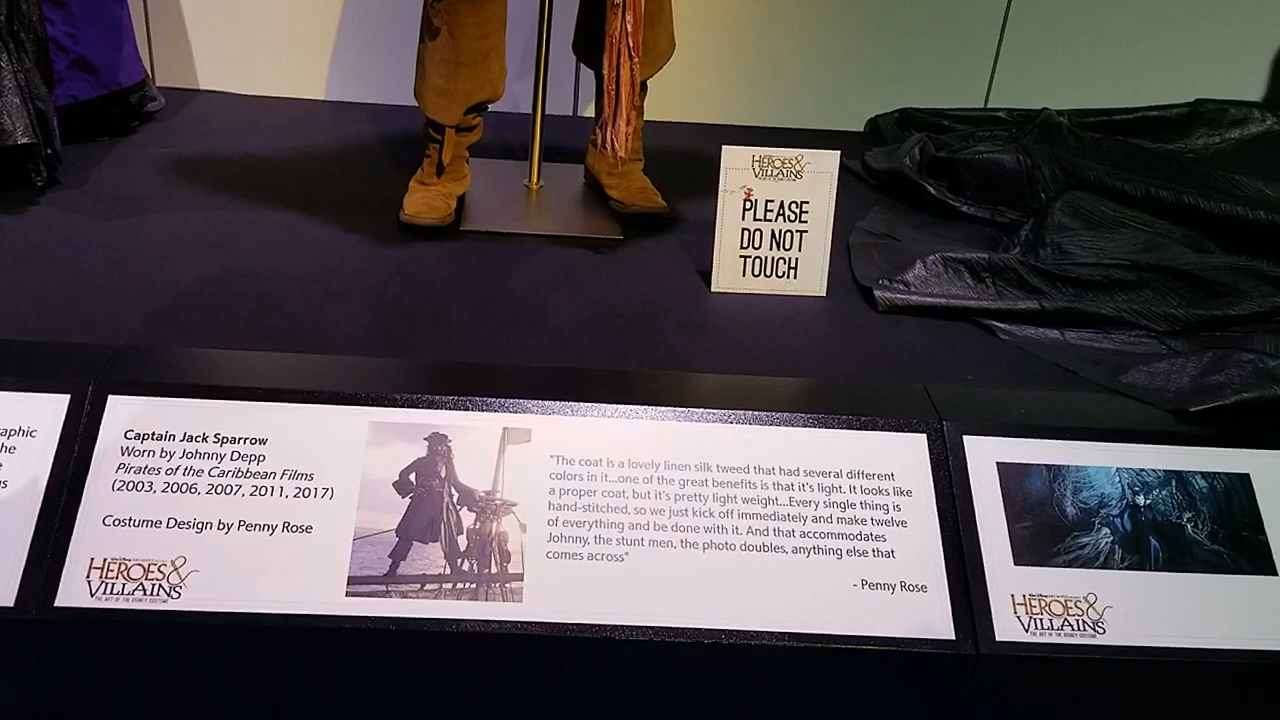 HEROES &
VILLAINS
PLEASE
DO NOT
TOUCH
raphic
he
e
us
Captain Jack Sparrow
Worn by Johnny Depp
Pirates of the Caribbean Films
(2003, 2006, 2007, 2011, 2017)
Costume Design by Penny Rose
HEROES &
VILLAINS
THE ART OF THE DISNEY COSTUME
"The coat is a lovely linen silk tweed that had several different
colors in it...one of the great benefits is that it's light. It looks like
a proper coat, but it's pretty light weight...Every single thing is
hand-stitched, so we just kick off immediately and make twelve
of everything and be done with it. And that accommodates
Johnny, the stunt men, the photo doubles, anything else that
comes across"
- Penny Rose
HEROES &
VILLAINS
THE ART OF THE DISNEY COSTUME